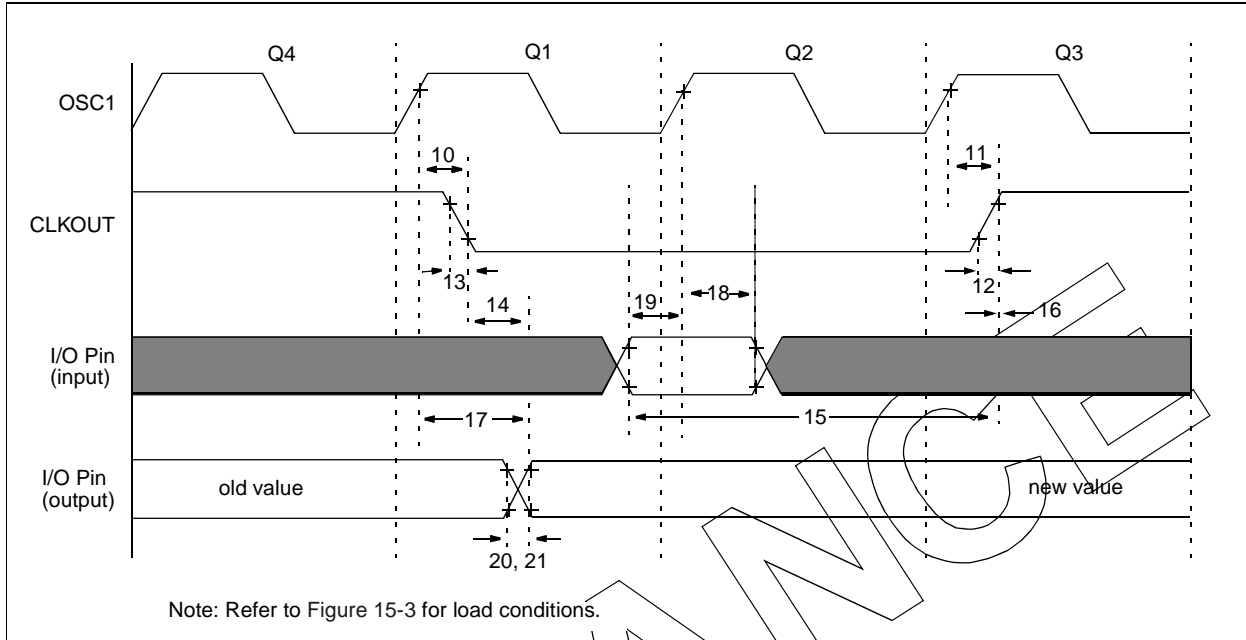 Q4 Q1 Q2 Q3
OSC1
10 11
CLKOUT
13 12
14 19 18 16
I/O Pin
(input)
17 15
I/O Pin
(output)
old value new value
20, 21
Note: Refer to Figure 15-3 for load conditions.